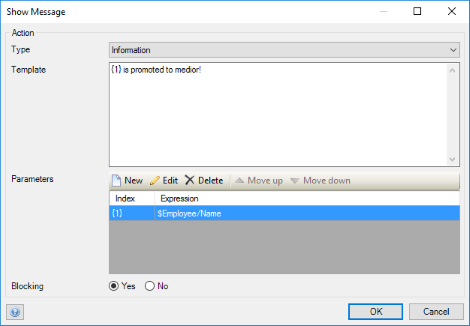 Show Message
Action
Type Information
Template {1} is promoted to medior!
Parameters New Edit Delete Move up Move down
Index Expression
{1} $Employee/Name
Blocking Yes No
OK Cancel